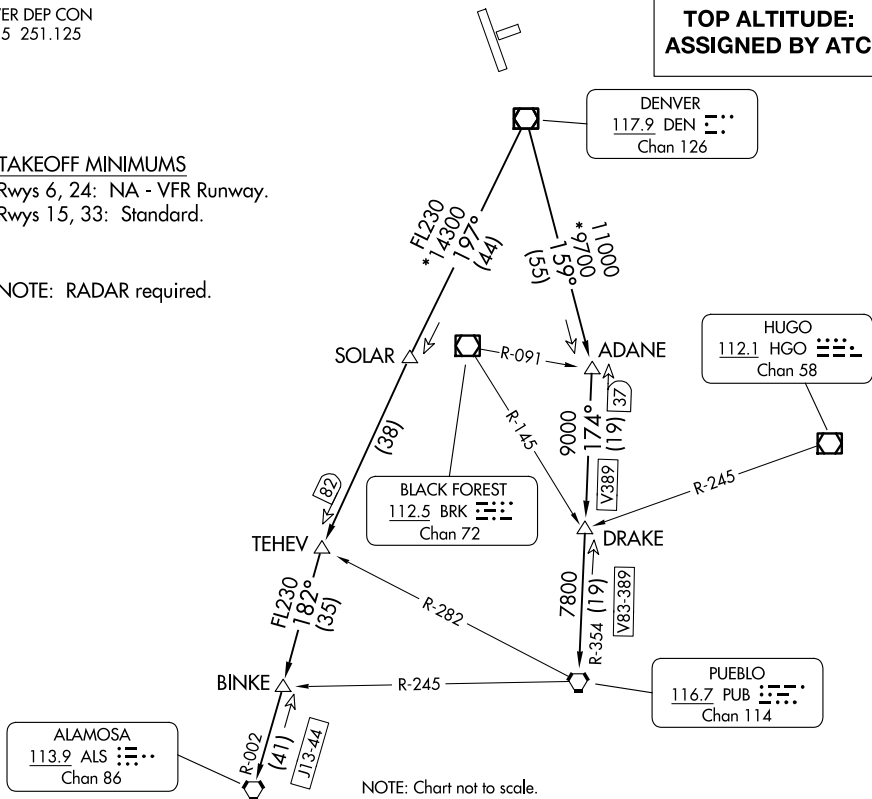 ER DEP CON
5 251.125
TOP ALTITUDE:
ASSIGNED BY ATC
TAKEOFF MINIMUMS
Rwys 6, 24: NA - VFR Runway.
Rwys 15, 33: Standard.
NOTE: RADAR required.
DENVER
117.9 DEN
Chan 126
FL230
*14300
197°
(44)
11000
*9700
159°
(55)
SOLAR
R-091
ADANE
HUGO
112.1 HGO
Chan 58
(38)
R-145
9000
174°
(19)
37
V389
R-245
82
BLACK FOREST
112.5 BRK
Chan 72
TEHEV
DRAKE
FL230
182°
(35)
R-282
7800
R-354 (19)
V83-389
BINKE
R-245
PUEBLO
116.7 PUB
Chan 114
ALAMOSA
113.9 ALS
Chan 86
R-002
(41)
J13-44
NOTE: Chart not to scale.